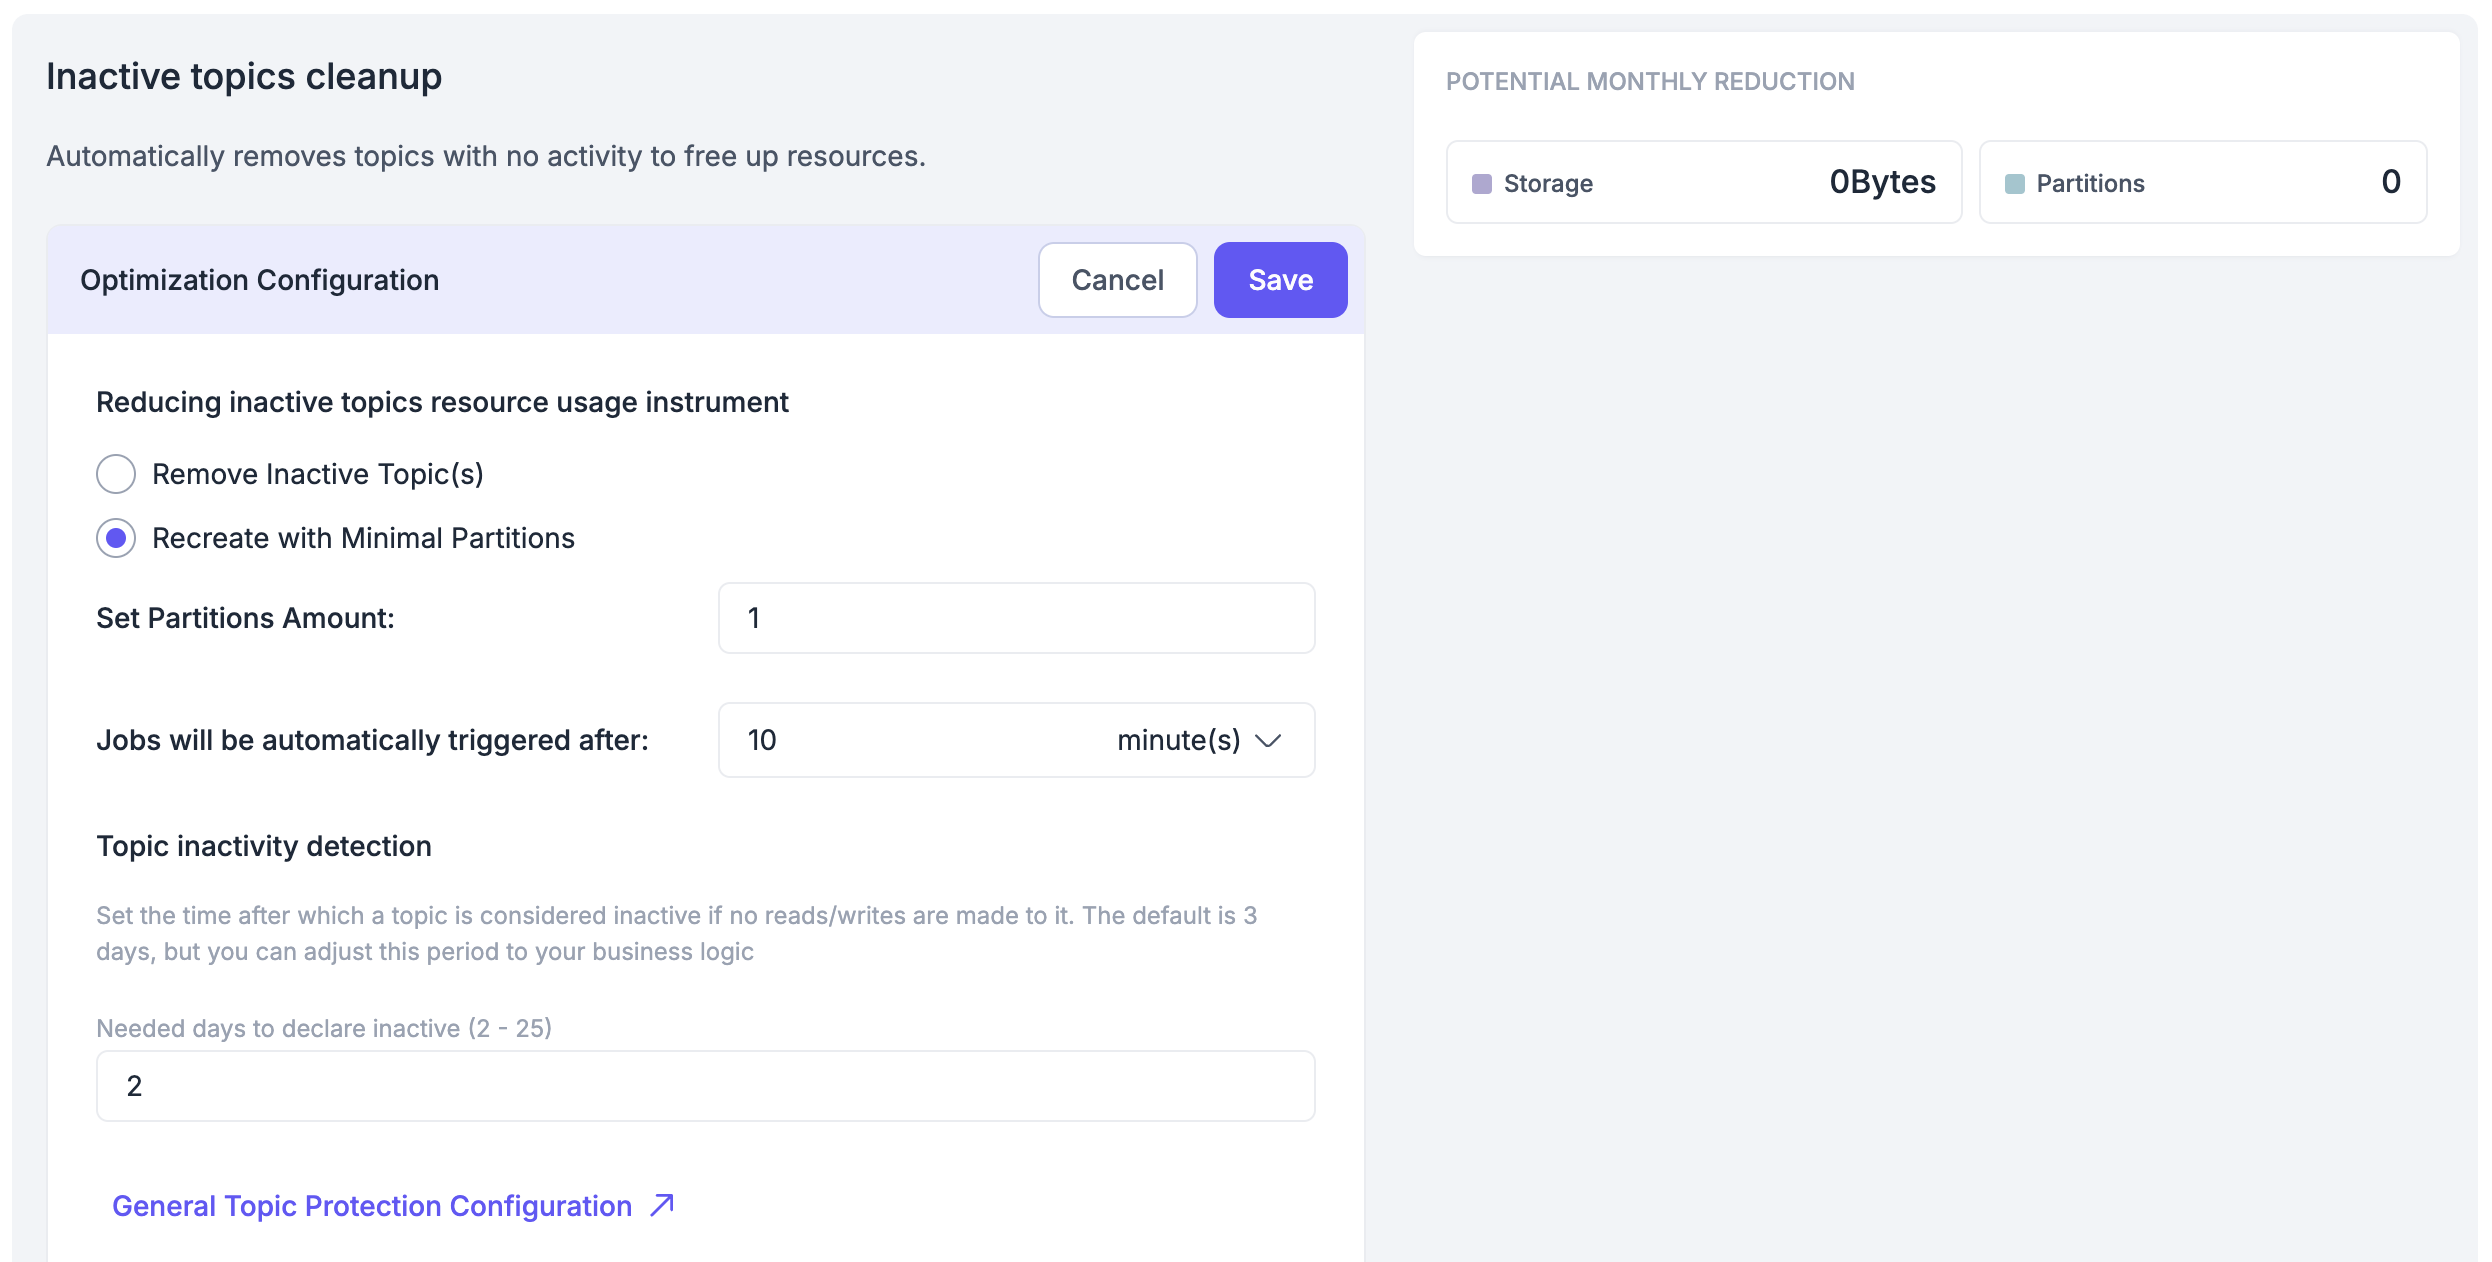 Inactive topics cleanup
Automatically removes topics with no activity to free up resources.
Optimization Configuration
Cancel
Save
Reducing inactive topics resource usage instrument
Remove Inactive Topic(s)
Recreate with Minimal Partitions
Set Partitions Amount:
1
Jobs will be automatically triggered after:
10
minute(s)
Topic inactivity detection
Set the time after which a topic is considered inactive if no reads/writes are made to it. The default is 3
days, but you can adjust this period to your business logic
Needed days to declare inactive (2 - 25)
2
General Topic Protection Configuration
POTENTIAL MONTHLY REDUCTION
Storage
0Bytes
Partitions
0